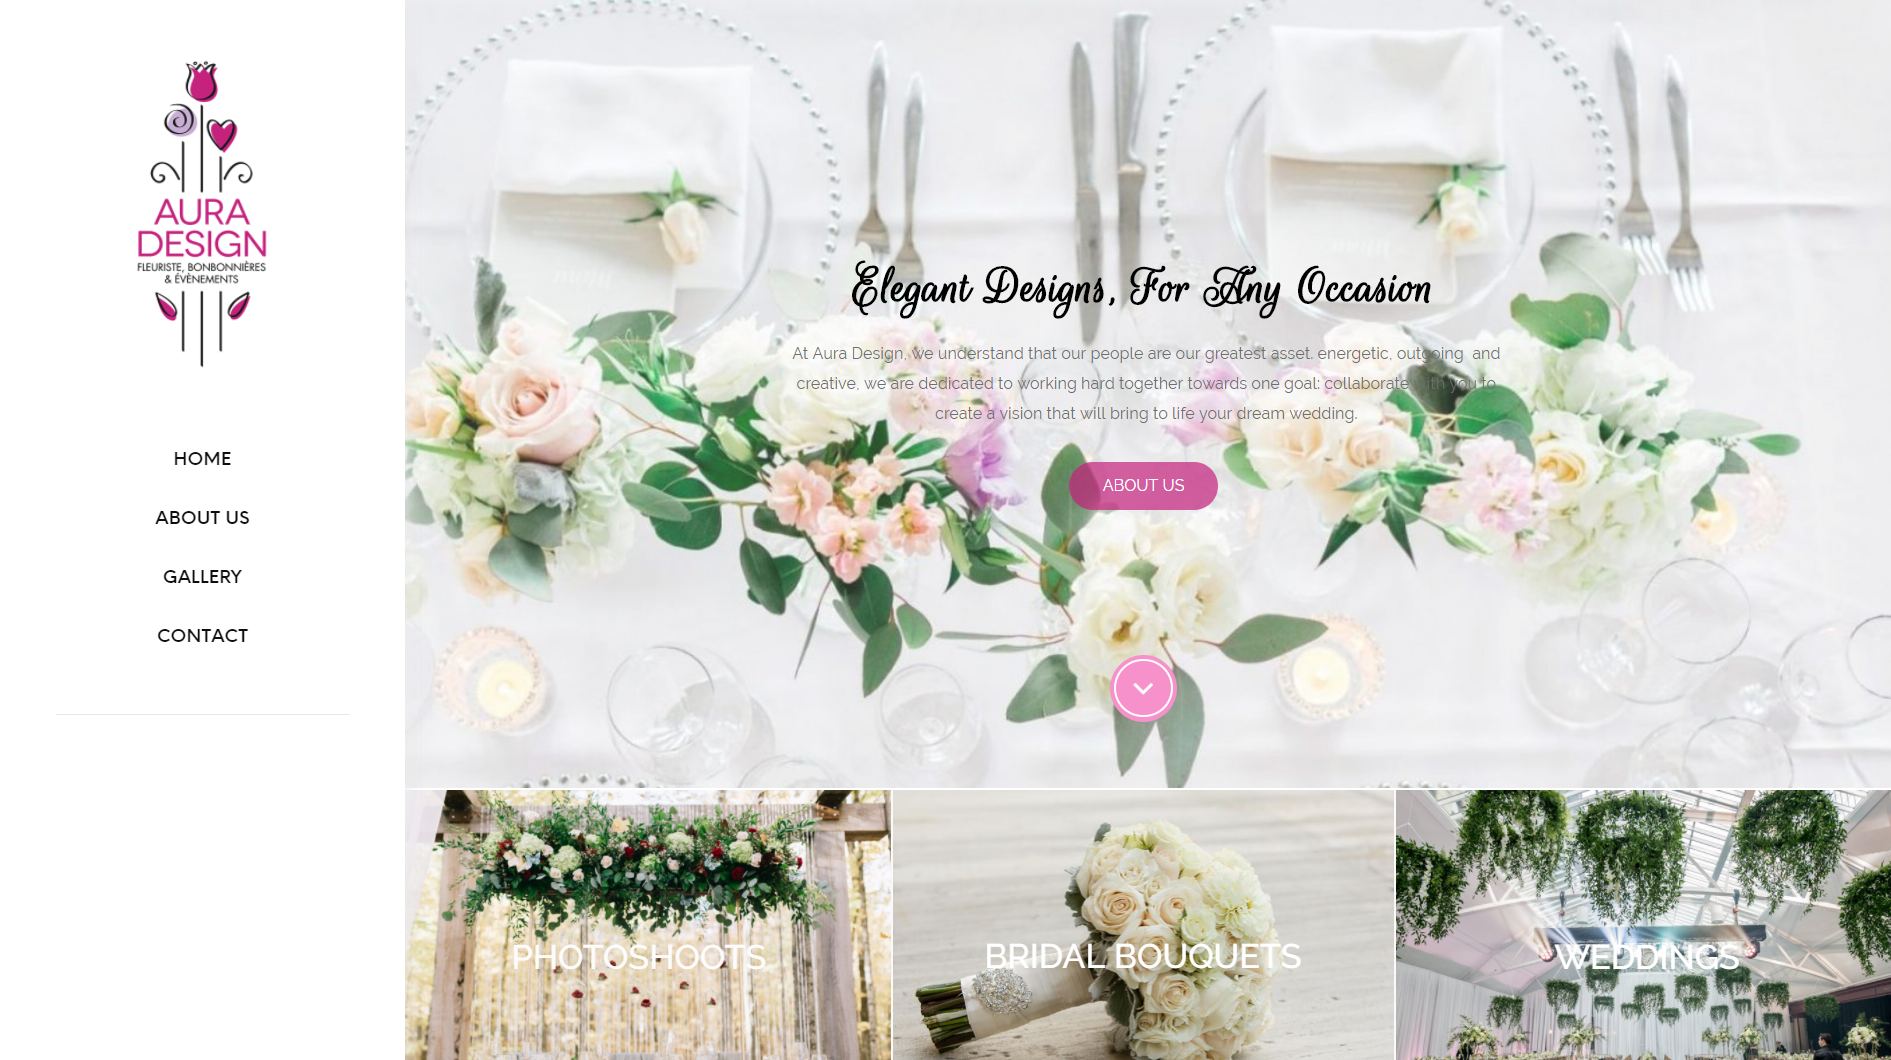 AURA
DESIGN
FLEURISTE, BONBONNIÈRES
& ÉVÈNEMENTS
HOME
ABOUT US
GALLERY
CONTACT
Elegant Designs, For Any Occasion
At Aura Design, we understand that our people are our greatest asset. energetic, outgoing  and
creative, we are dedicated to working hard together towards one goal: collaborate with you to
create a vision that will bring to life your dream wedding.
ABOUT US
PHOTOSHOOTS
BRIDAL BOUQUETS
WEDDINGS